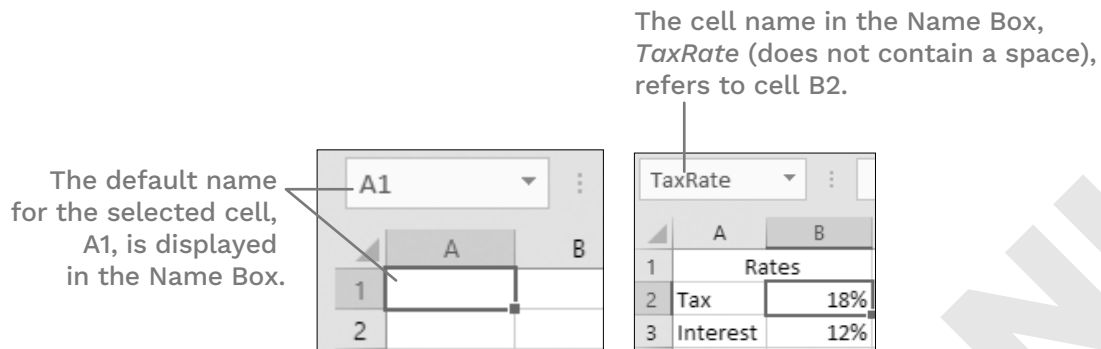 The cell name in the Name Box,
TaxRate (does not contain a space),
refers to cell B2.
The default name
for the selected cell,
A1, is displayed
in the Name Box.
A1
A B
1
2
TaxRate
A B
1 Rates
2 Tax 18%
3 Interest 12%